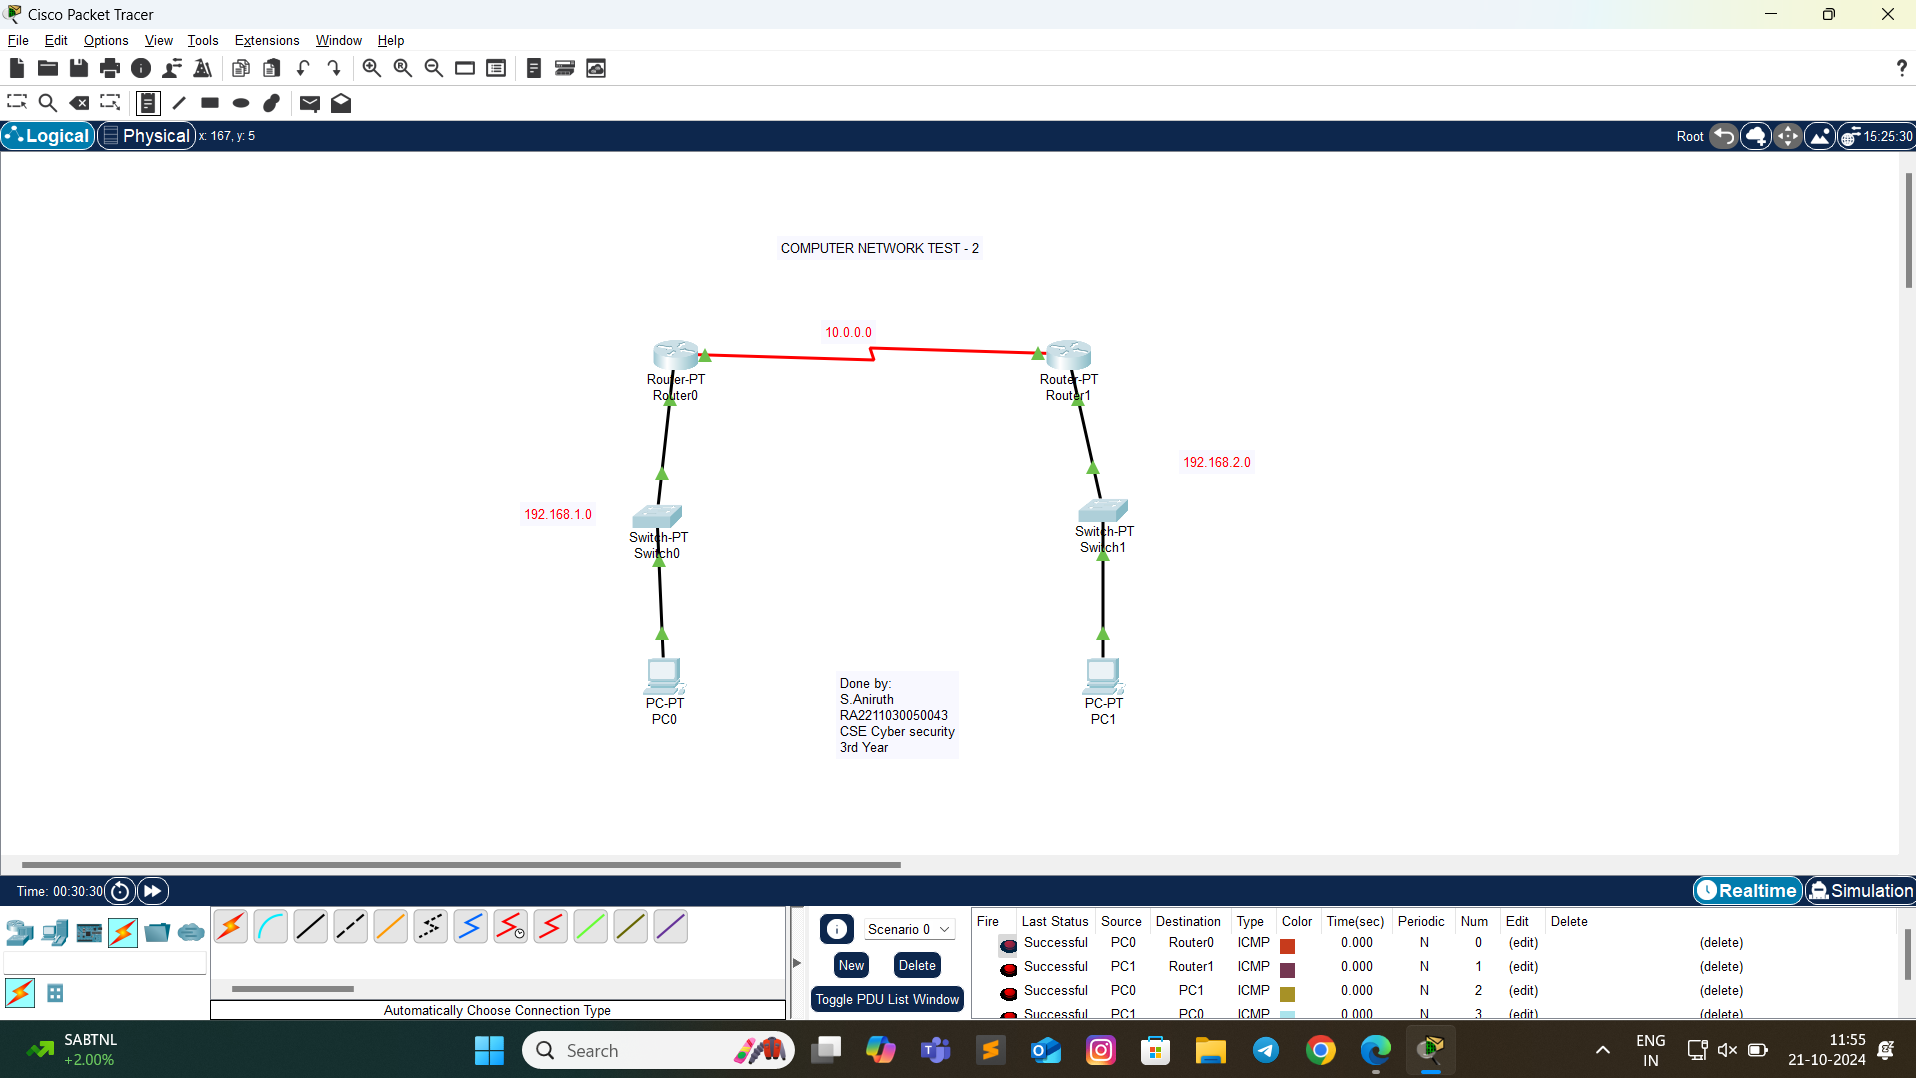 Cisco Packet Tracer
File Edit Options View Tools Extensions Window Help
?
Logical Physical x: 167, y: 5 Root 15:25:30
COMPUTER NETWORK TEST - 2
10.0.0.0
Router-PT
Router0
Router-PT
Router1
192.168.2.0
192.168.1.0
Switch-PT
Switch0
Switch-PT
Switch1
PC-PT
PC0
PC-PT
PC1
Done by:
S.Aniruth
RA2211030050043
CSE Cyber security
3rd Year
Time: 00:30:30 Realtime Simulation
Automatically Choose Connection Type
Scenario 0
New Delete
Toggle PDU List Window
Fire Last Status Source Destination Type Color Time(sec) Periodic Num Edit Delete
Successful PC0 Router0 ICMP 0.000 N 0 (edit) (delete)
Successful PC1 Router1 ICMP 0.000 N 1 (edit) (delete)
Successful PC0 PC1 ICMP 0.000 N 2 (edit) (delete)
Successful PC1 PC0 ICMP 0.000 N 3 (edit) (delete)
SABTNL
+2.00%
Search
ENG
IN
11:55
21-10-2024